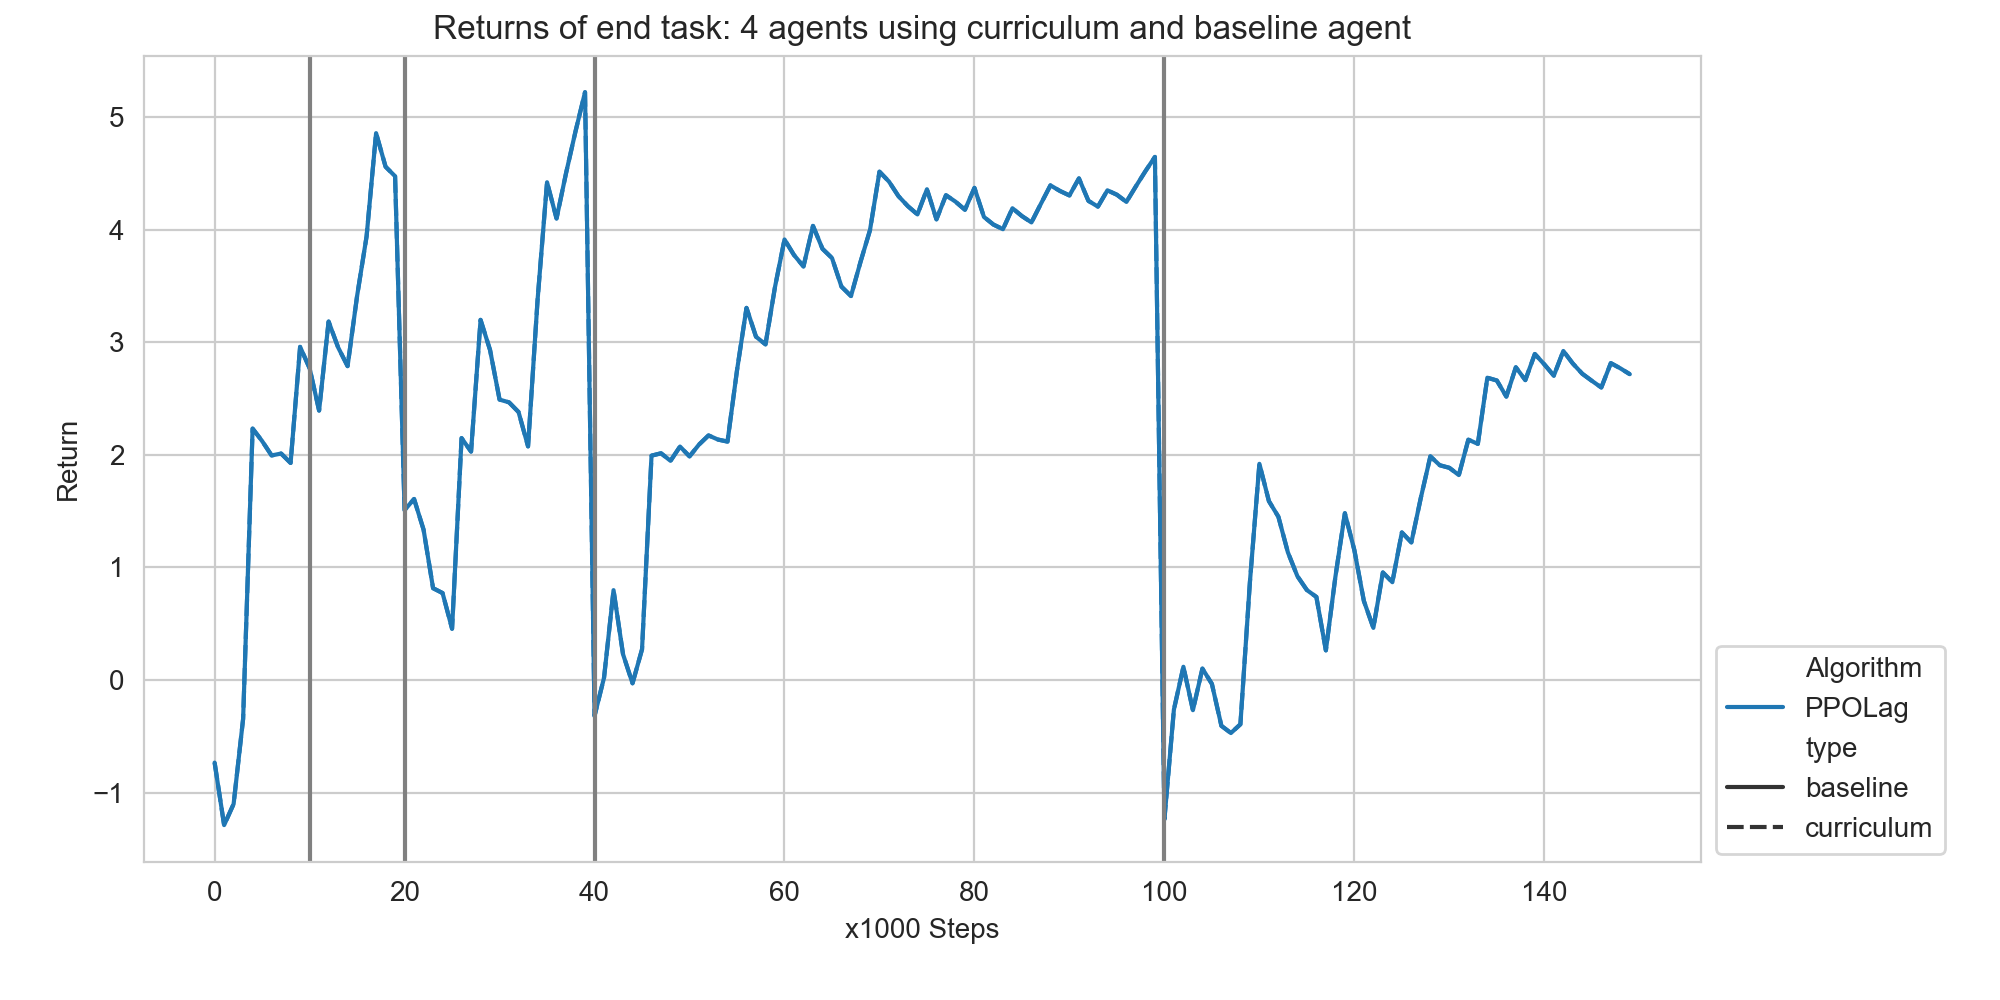 Returns of end task: 4 agents using curriculum and baseline agent
5
4
3
2
1
0
−1
Return
0
20
40
60
80
100
120
140
x1000 Steps
Algorithm
PPOLag
type
baseline
curriculum